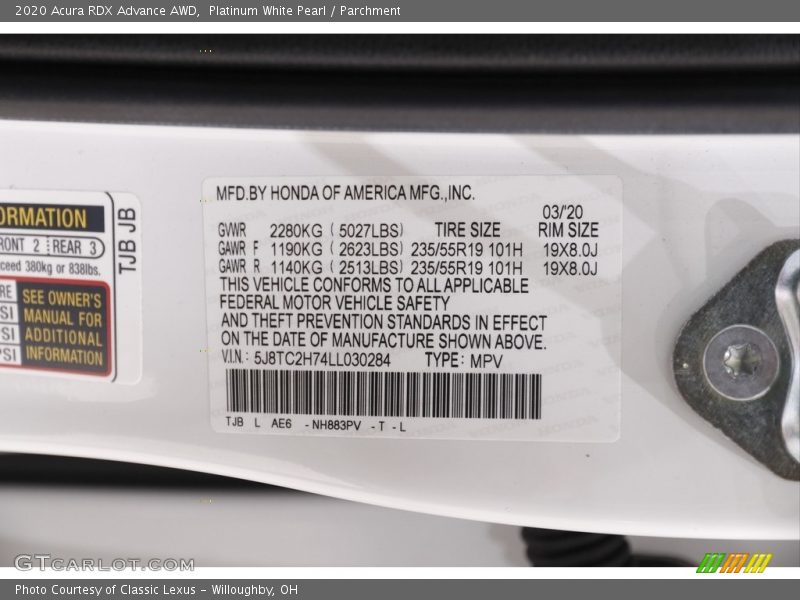 2020 Acura RDX Advance AWD, Platinum White Pearl / Parchment
ORMATION
RONT 2 REAR 3
ceed 380kg or 838lbs.
RE
SEE OWNER'S
MANUAL FOR
ADDITIONAL
INFORMATION
PSI
PSI
PSI
TJB JB
MFD.BY HONDA OF AMERICA MFG.,INC.
03/'20
GVWR 2280KG ( 5027LBS) TIRE SIZE RIM SIZE
GAWR F 1190KG ( 2623LBS) 235/55R19 101H 19X8.0J
GAWR R 1140KG ( 2513LBS) 235/55R19 101H 19X8.0J
THIS VEHICLE CONFORMS TO ALL APPLICABLE
FEDERAL MOTOR VEHICLE SAFETY
AND THEFT PREVENTION STANDARDS IN EFFECT
ON THE DATE OF MANUFACTURE SHOWN ABOVE.
V.I.N.: 5J8TC2H74LL030284 TYPE: MPV
TJB L AE6 -NH883PV -T -L
GTCARLOT.COM
Photo Courtesy of Classic Lexus - Willoughby, OH